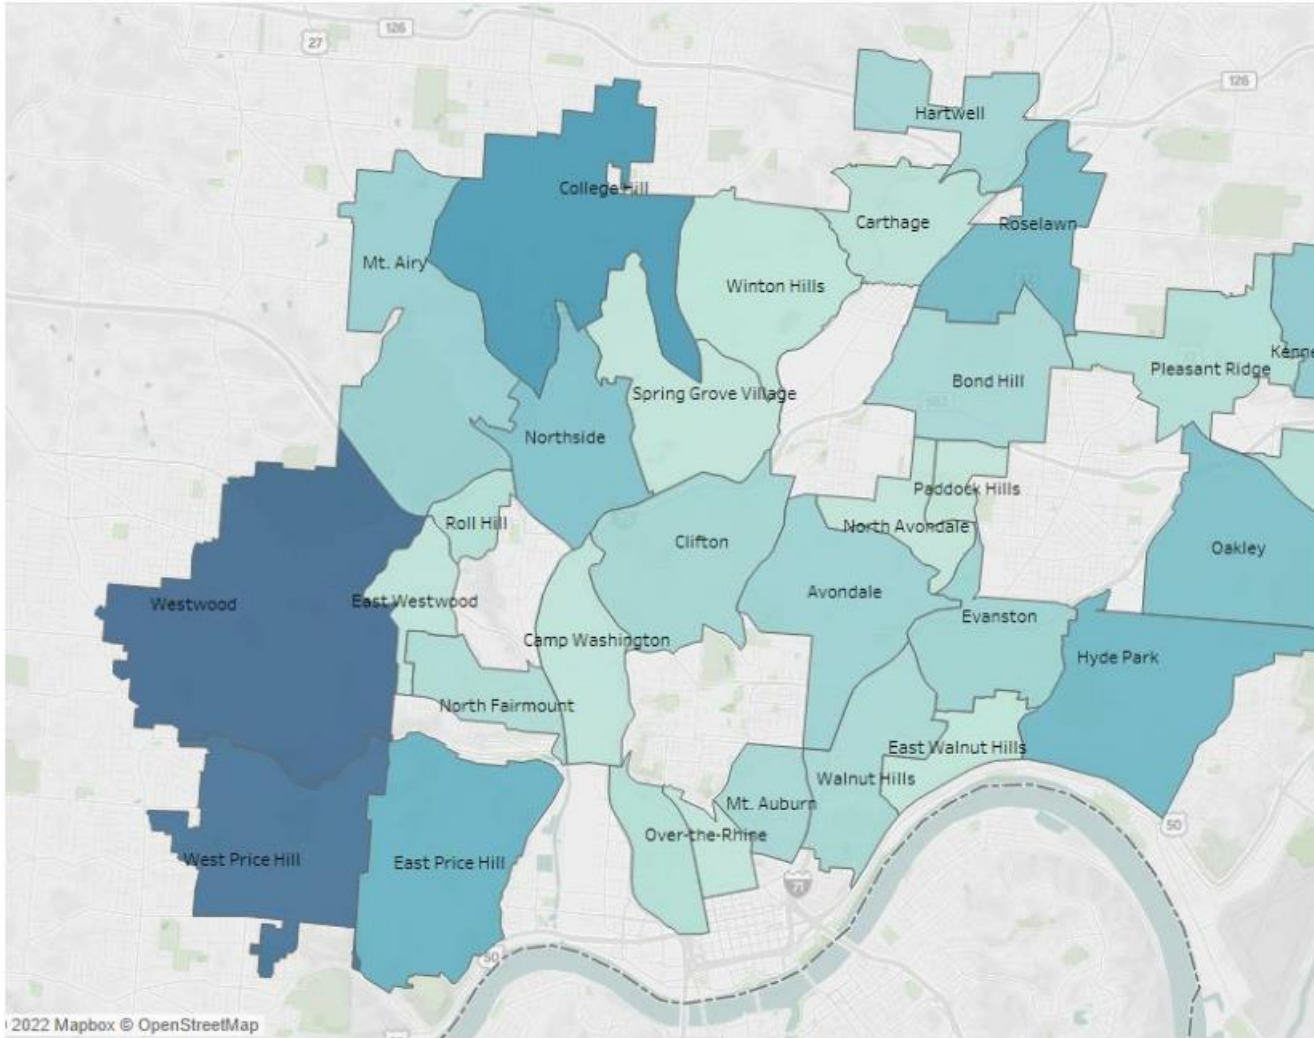 126
27
126
Hartwell
College Hill
Carthage
Roselawn
Mt. Airy
Winton Hills
Kenne
Pleasant Ridge
Bond Hill
Spring Grove Village
Northside
Paddock Hills
Roll Hill
North Avondale
Clifton
Oakley
Avondale
East Westwood
Westwood
Evanston
Camp Washington
Hyde Park
North Fairmount
East Walnut Hills
Walnut Hills
Mt. Auburn
50
Over-the-Rhine
West Price Hill
East Price Hill
71
50
2022 Mapbox © OpenStreetMap